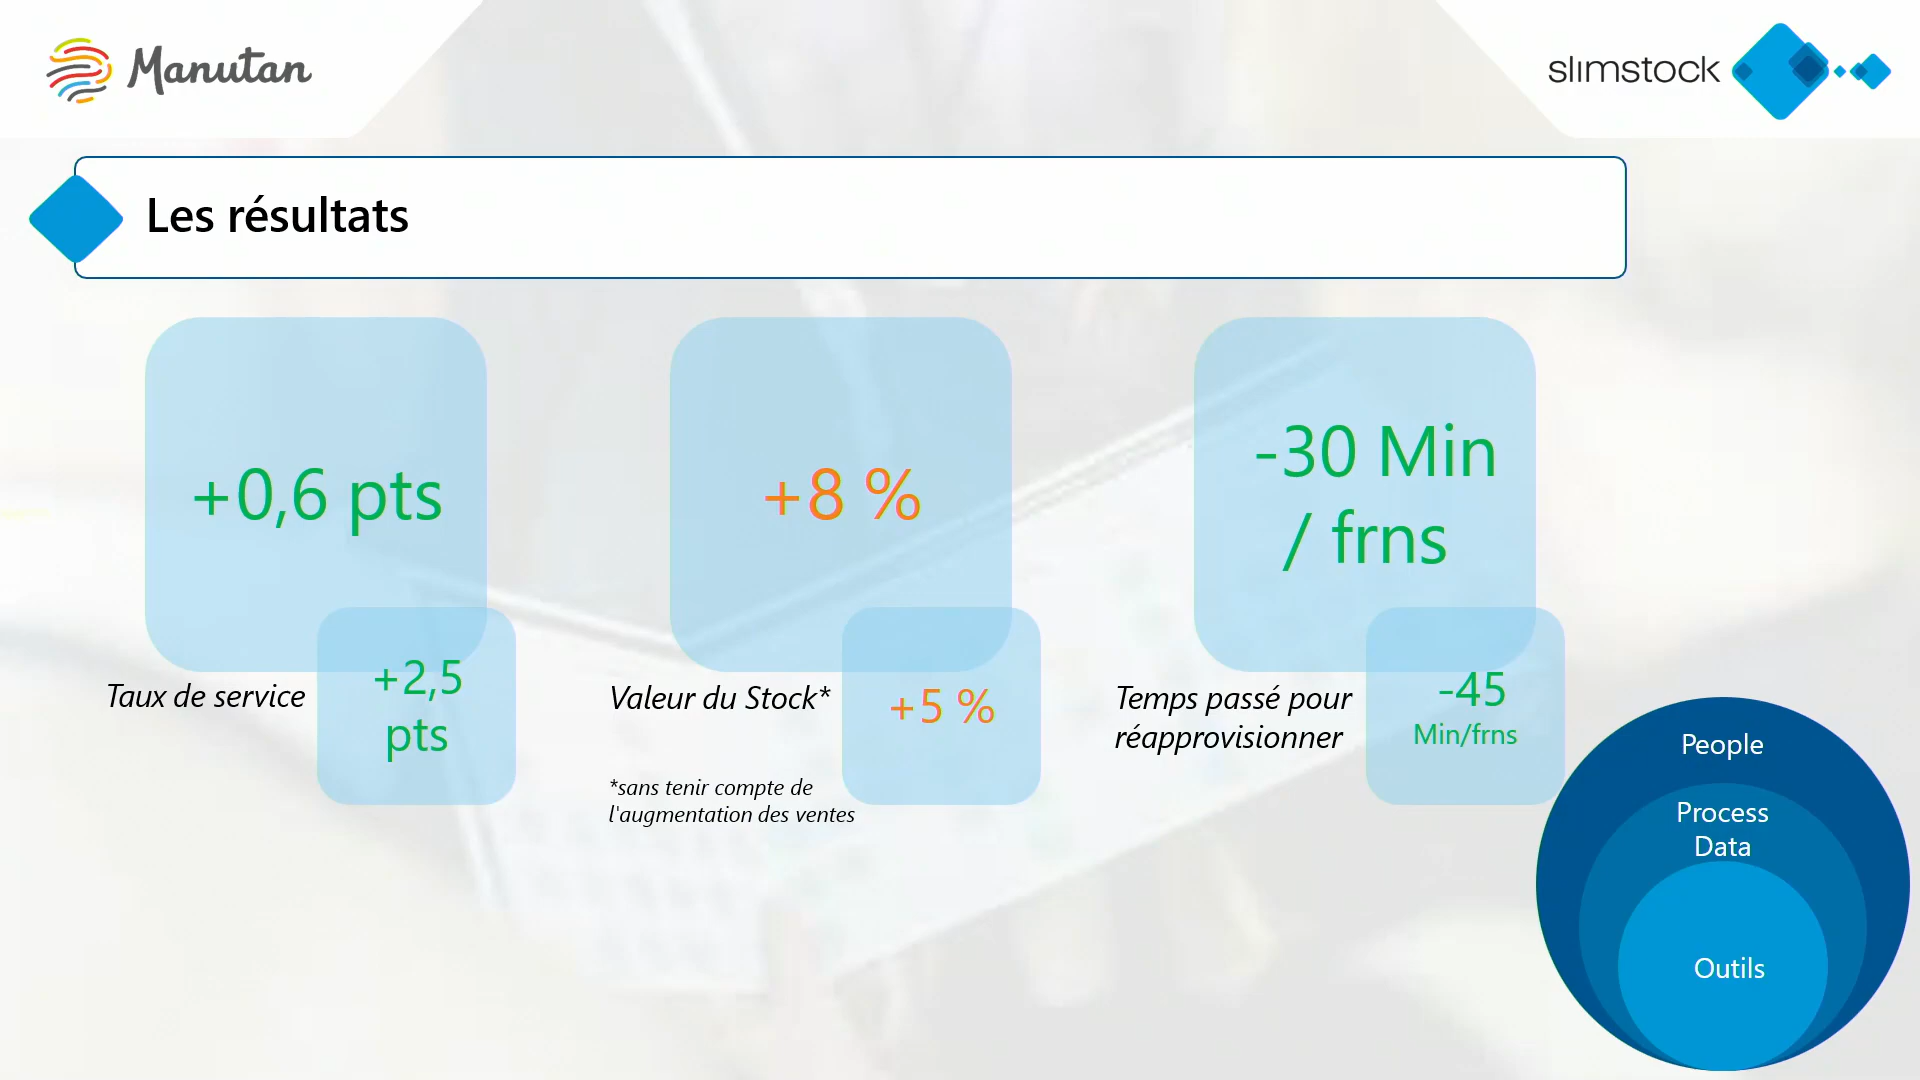 Manutan
slimstock
Les résultats
+0,6 pts
+2,5
pts
Taux de service
+8 %
+5 %
Valeur du Stock*
*sans tenir compte de
l'augmentation des ventes
-30 Min
/ frns
-45
Min/frns
Temps passé pour
réapprovisionner
People
Process
Data
Outils